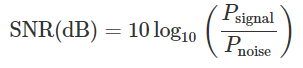 SNR(dB) = 10 log₁₀ (P_signal / P_noise)